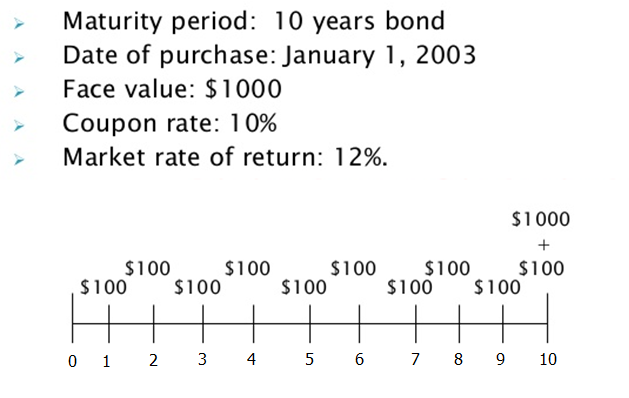 Maturity period: 10 years bond
Date of purchase: January 1, 2003
Face value: $1000
Coupon rate: 10%
Market rate of return: 12%.
$1000
+
$100 $100 $100 $100 $100
$100 $100 $100 $100 $100
0 1 2 3 4 5 6 7 8 9 10